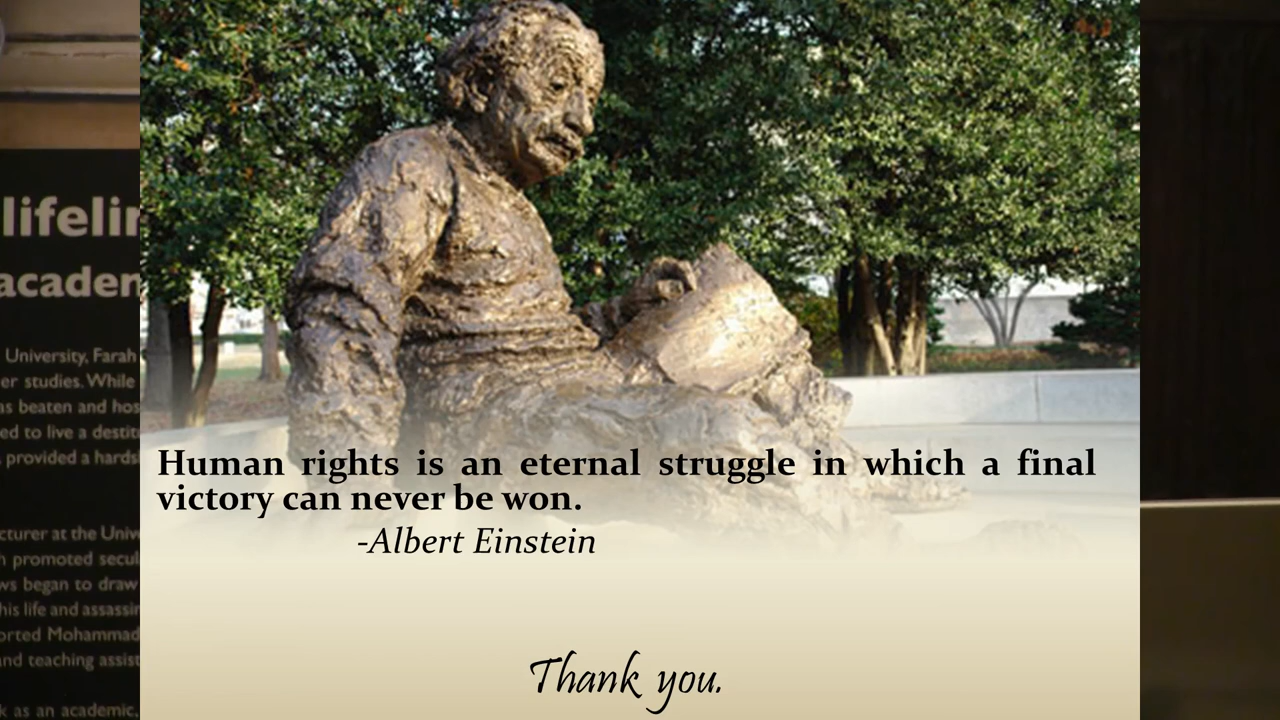 academ
University, Farah
er studies. While
as beaten and hos
ed to live a destit
provided a hards
cturer at the Univ
promoted secul
ws began to draw
his life and assassin
orted Mohammad
nd teaching assist
as an academic,
Human rights is an eternal struggle in which a final
victory can never be won.
-Albert Einstein
Thank you.